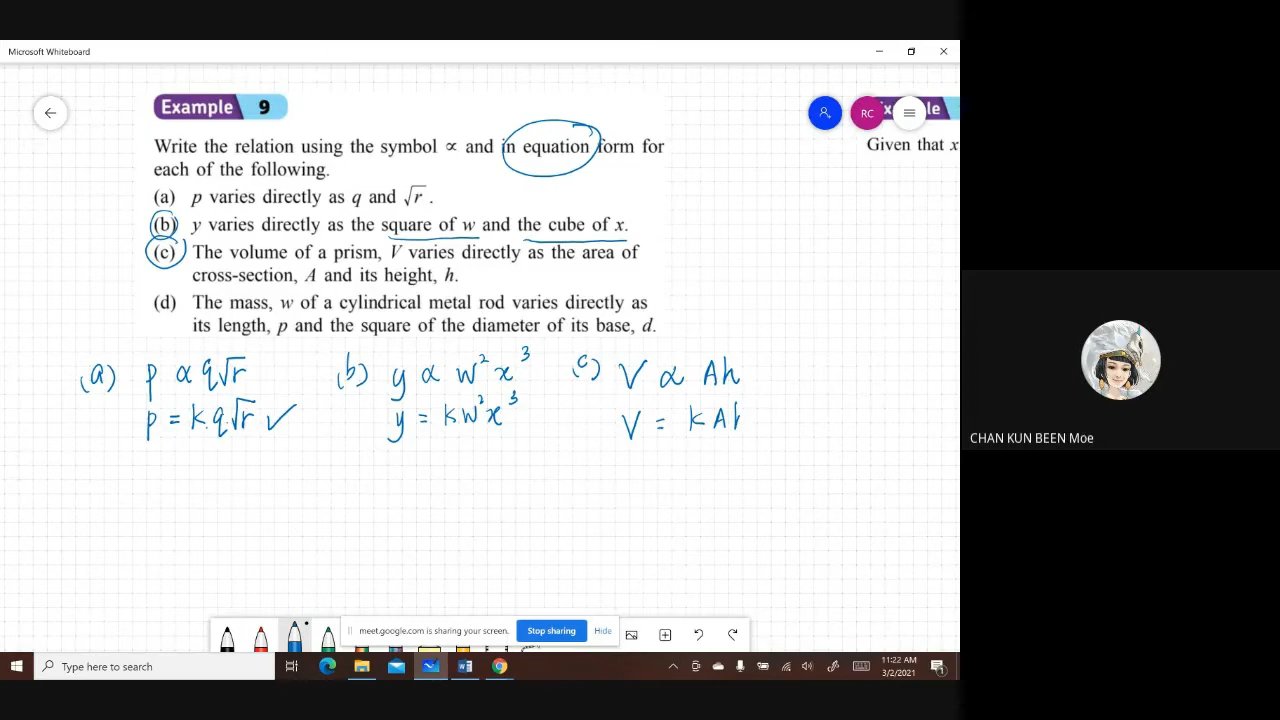 Microsoft Whiteboard
Example 9
Write the relation using the symbol ∝ and in equation form for
each of the following.
(a) p varies directly as q and √r.
(b) y varies directly as the square of w and the cube of x.
(c) The volume of a prism, V varies directly as the area of
cross-section, A and its height, h.
(d) The mass, w of a cylindrical metal rod varies directly as
its length, p and the square of the diameter of its base, d.
RC
Given that x
(a) p ∝ q√r
p = k.q.√r ✓
(b) y ∝ w² x³
y = kw²x³
(c) V ∝ Ah
V = kA
CHAN KUN BEEN Moe
meet.google.com is sharing your screen.
Stop sharing
Hide
Type here to search
11:22 AM
3/2/2021
1